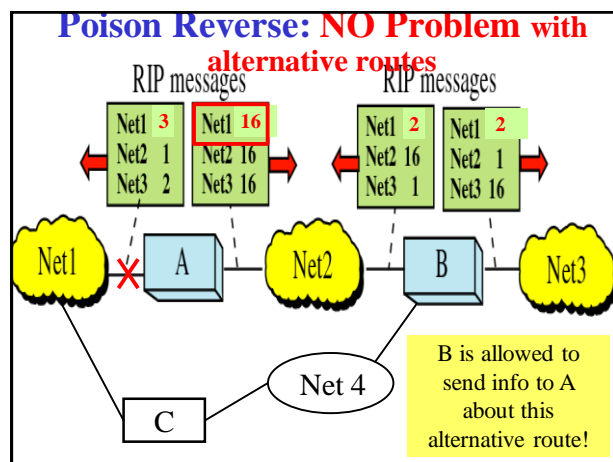 Poison Reverse: NO Problem with
alternative routes
RIP messages
RIP messages
Net1 3
Net2 1
Net3 2
Net1 16
Net2 16
Net3 16
Net1 2
Net2 16
Net3 1
Net1 2
Net2 1
Net3 16
Net1
A
Net2
B
Net3
Net 4
C
B is allowed to
send info to A
about this
alternative route!